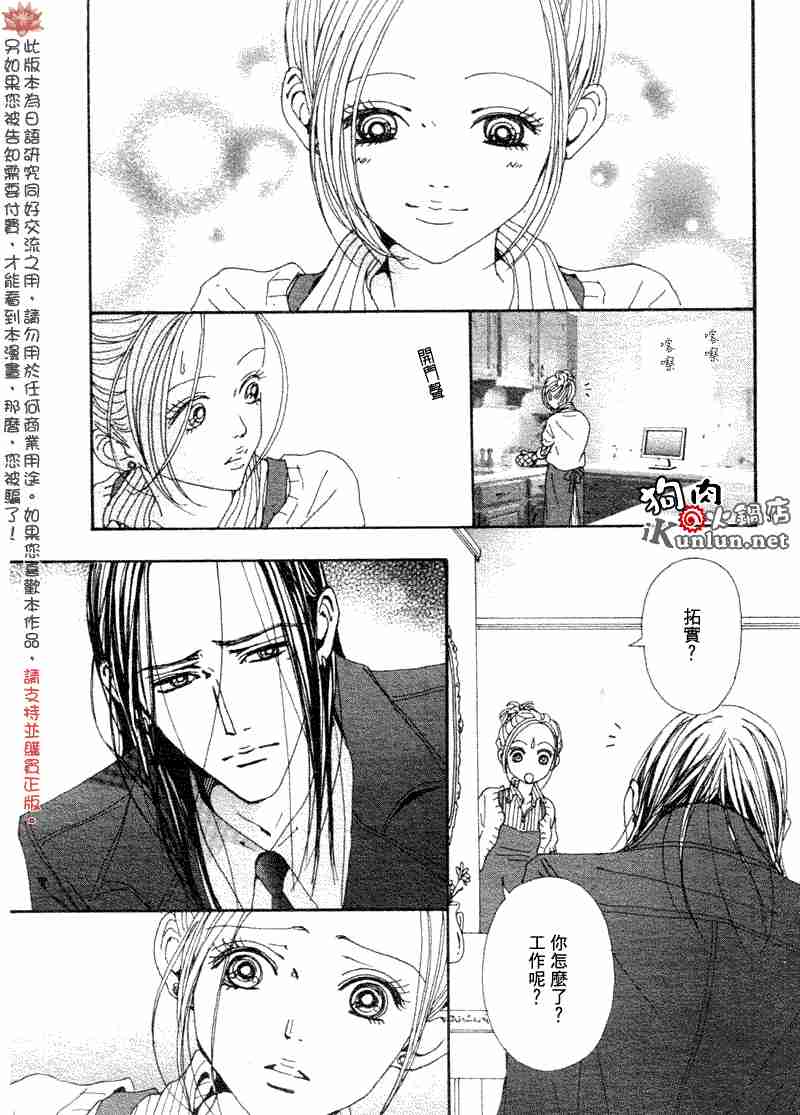 此版本為日語研究同好交流之用，請勿用於任何商業用途。如果您喜歡本作品，請支持並購買正版。
另如果您被告知需要付費，才能看到本漫畫，那麼，您被騙了！
喀嚓
喀嚓
開門聲
狗肉火鍋店
iKunlun.net
拓實？
你怎麼了？
工作呢？